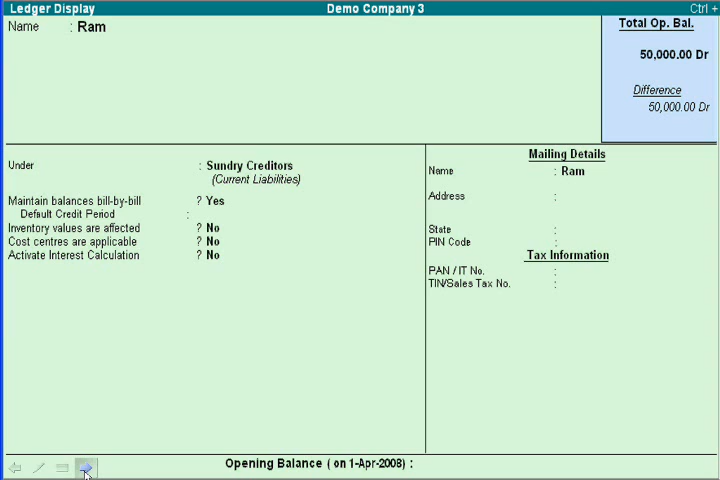 Ledger Display Demo Company 3 Ctrl +
Name : Ram
Total Op. Bal.
50,000.00 Dr
Difference
50,000.00 Dr
Under : Sundry Creditors
(Current Liabilities)
Maintain balances bill-by-bill ? Yes
Default Credit Period :
Inventory values are affected ? No
Cost centres are applicable ? No
Activate Interest Calculation ? No
Mailing Details
Name : Ram
Address :
State :
PIN Code :
Tax Information
PAN / IT No. :
TIN/Sales Tax No. :
Opening Balance ( on 1-Apr-2008) :